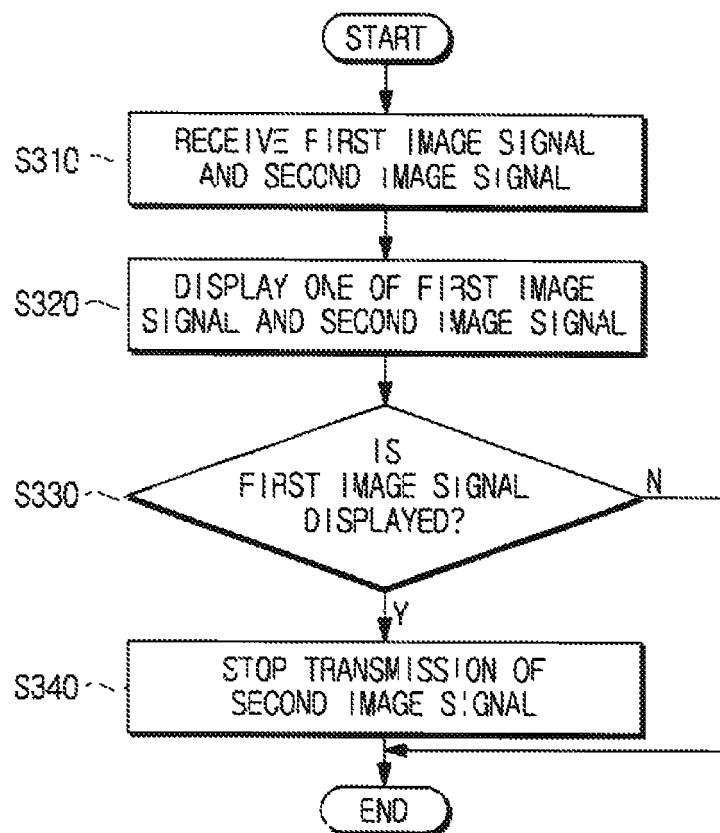 START
S310
RECEIVE FIRST IMAGE SIGNAL
AND SECOND IMAGE SIGNAL
S320
DISPLAY ONE OF FIRST IMAGE
SIGNAL AND SECOND IMAGE SIGNAL
S330
IS
FIRST IMAGE SIGNAL
DISPLAYED?
N
Y
S340
STOP TRANSMISSION OF
SECOND IMAGE SIGNAL
END